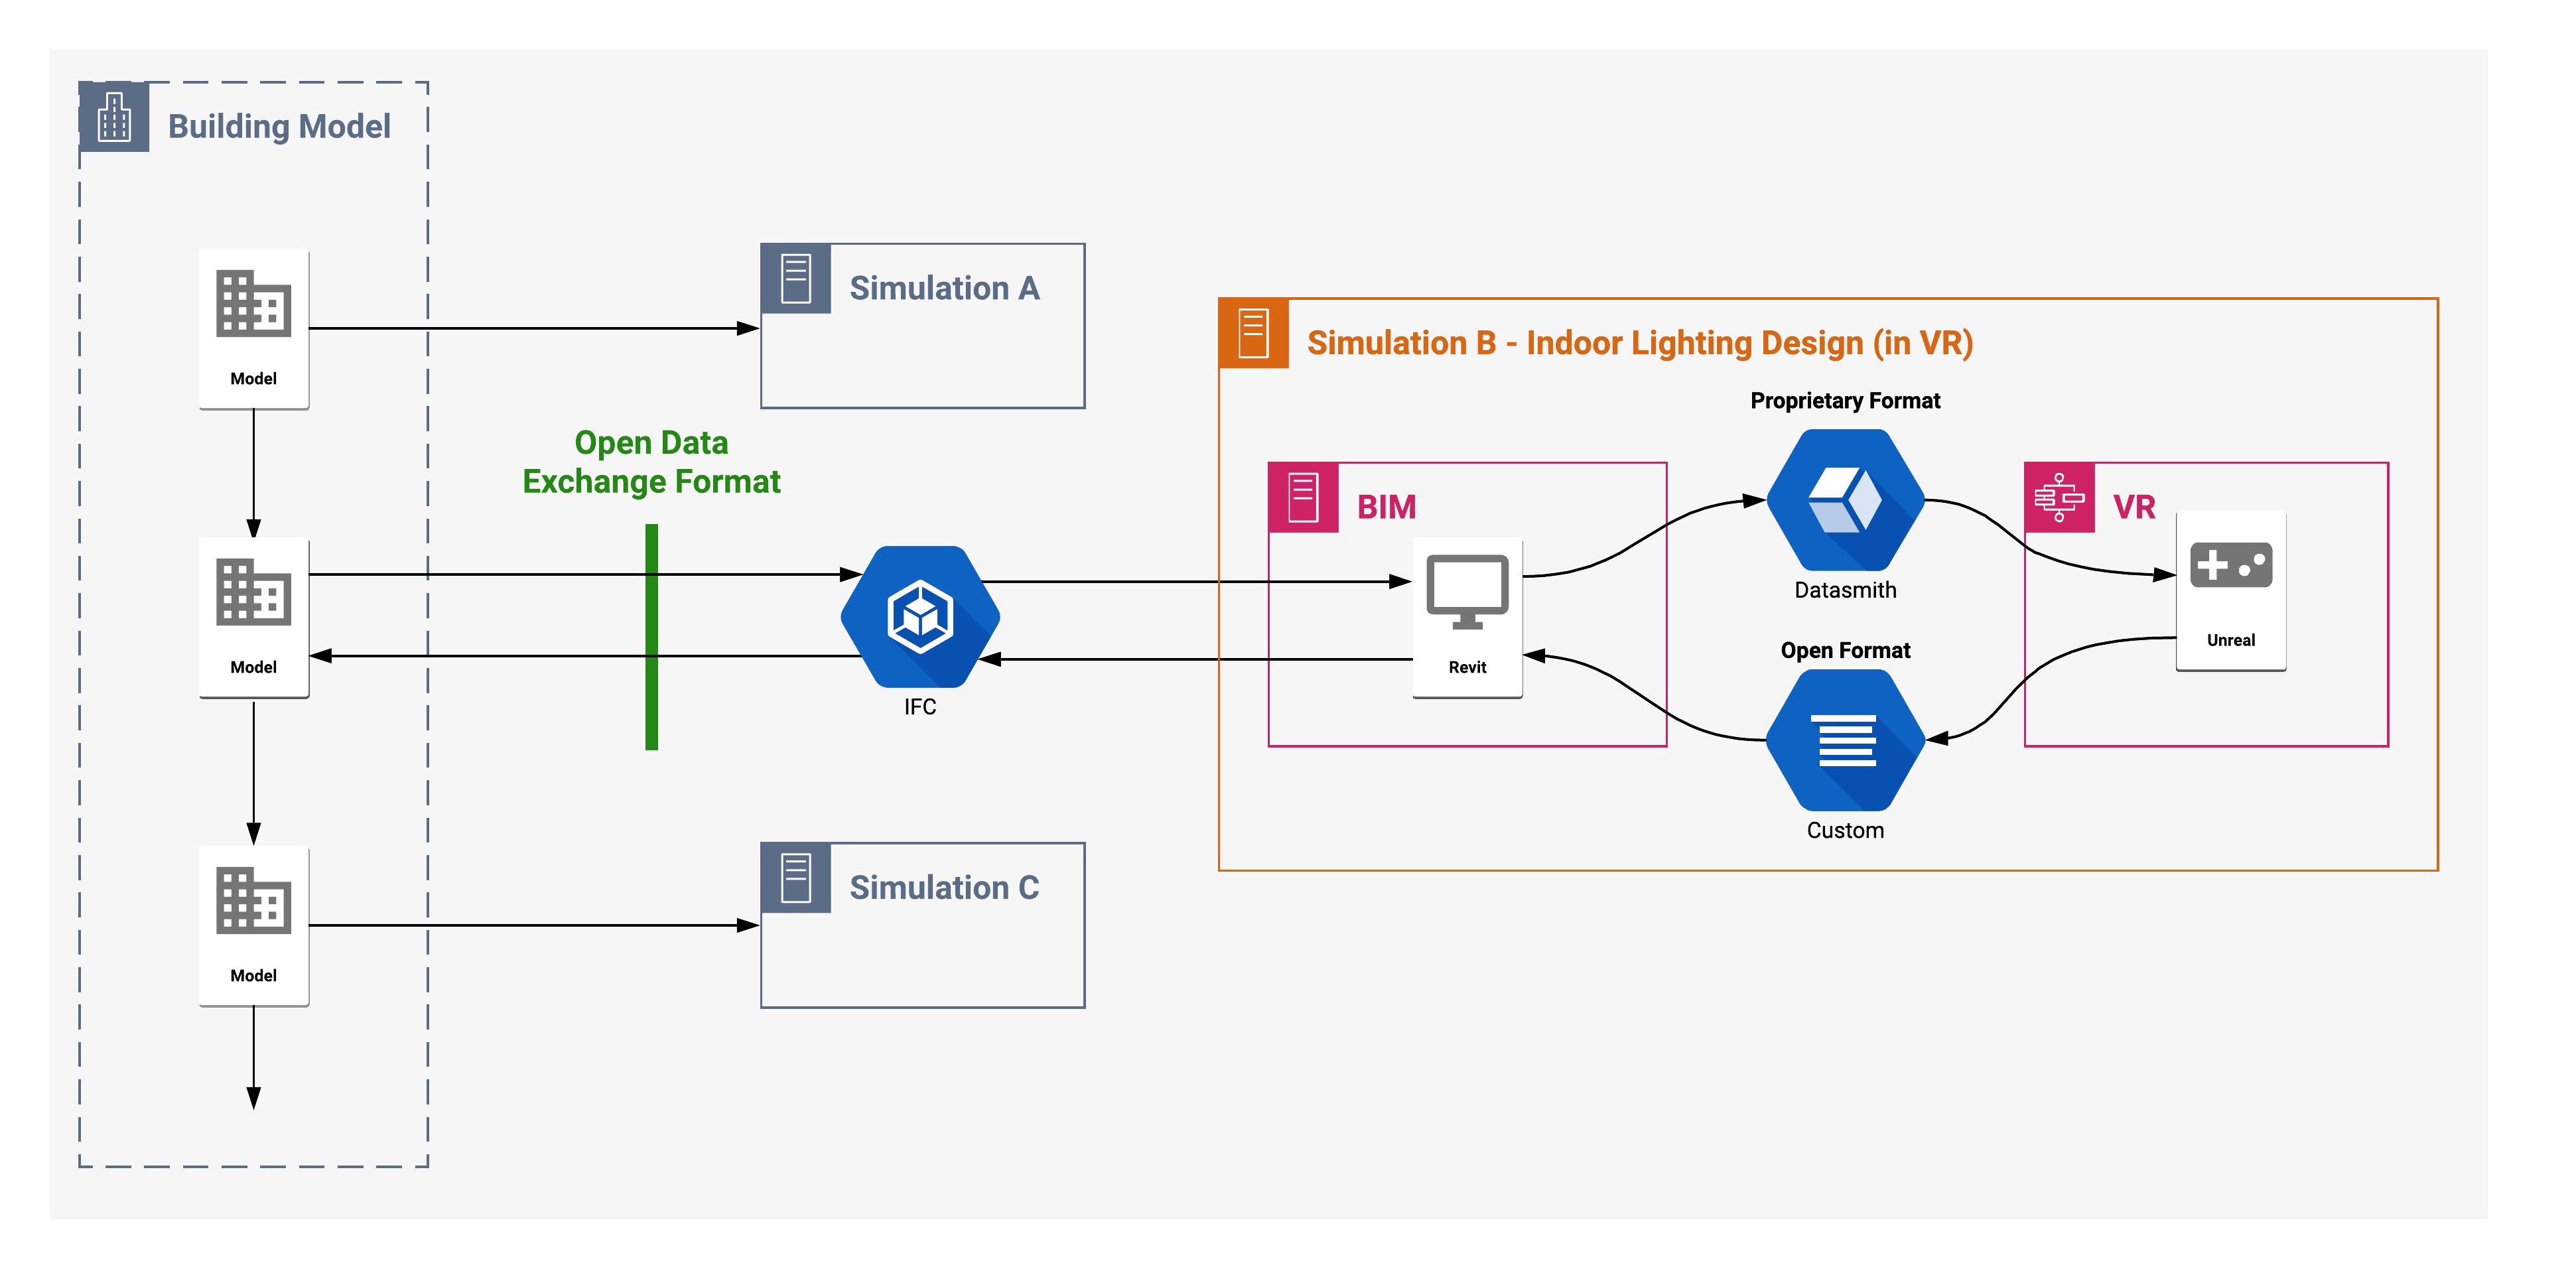 Building Model
Model
Simulation A
Open Data
Exchange Format
Model
IFC
Model
Simulation C
Simulation B - Indoor Lighting Design (in VR)
BIM
Revit
Proprietary Format
Datasmith
Open Format
Custom
VR
Unreal